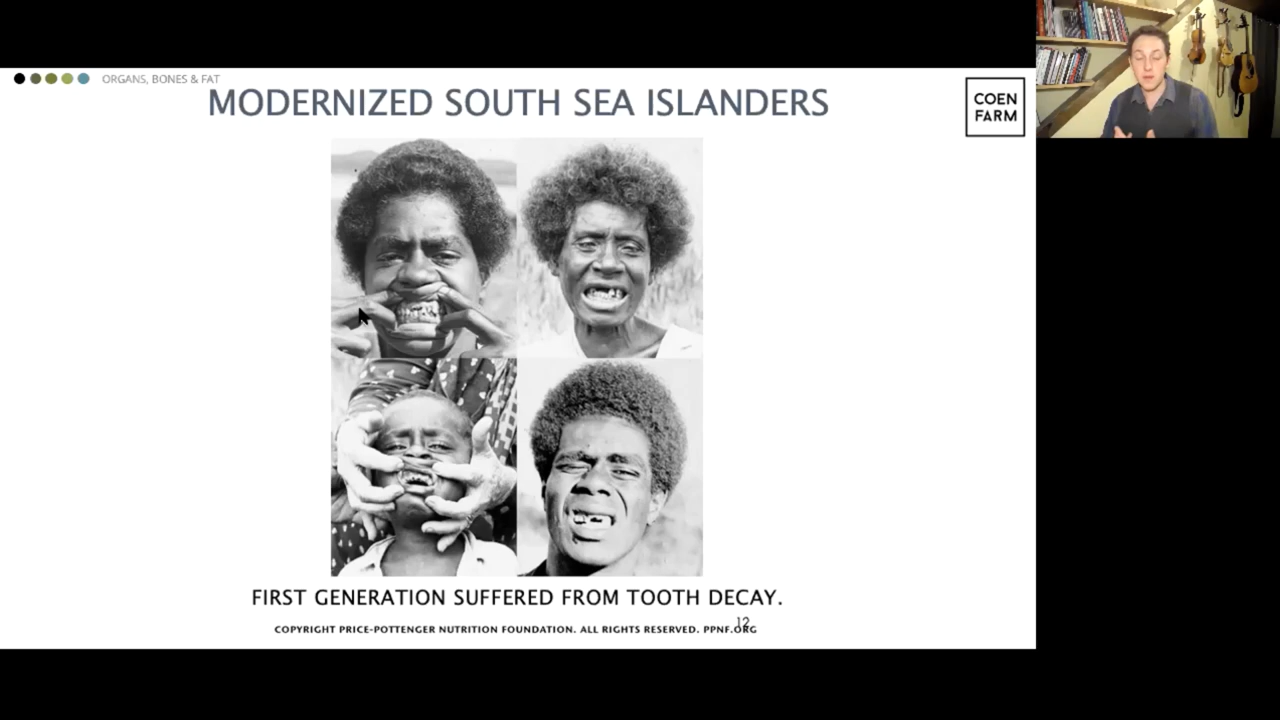 ORGANS, BONES & FAT
MODERNIZED SOUTH SEA ISLANDERS
COEN
FARM
FIRST GENERATION SUFFERED FROM TOOTH DECAY.
12
COPYRIGHT PRICE-POTTENGER NUTRITION FOUNDATION. ALL RIGHTS RESERVED. PPNF.ORG